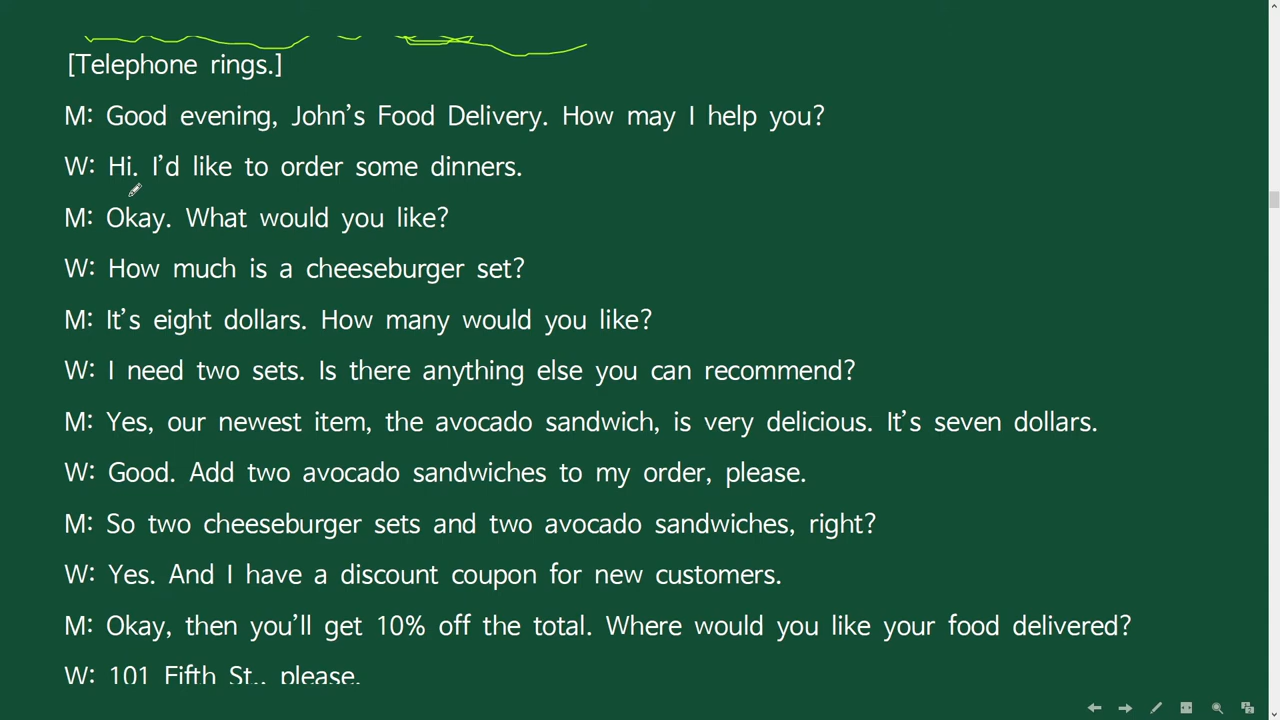 [Telephone rings.]
M: Good evening, John’s Food Delivery. How may I help you?
W: Hi. I’d like to order some dinners.
M: Okay. What would you like?
W: How much is a cheeseburger set?
M: It’s eight dollars. How many would you like?
W: I need two sets. Is there anything else you can recommend?
M: Yes, our newest item, the avocado sandwich, is very delicious. It’s seven dollars.
W: Good. Add two avocado sandwiches to my order, please.
M: So two cheeseburger sets and two avocado sandwiches, right?
W: Yes. And I have a discount coupon for new customers.
M: Okay, then you’ll get 10% off the total. Where would you like your food delivered?
W: 101 Fifth St., please.